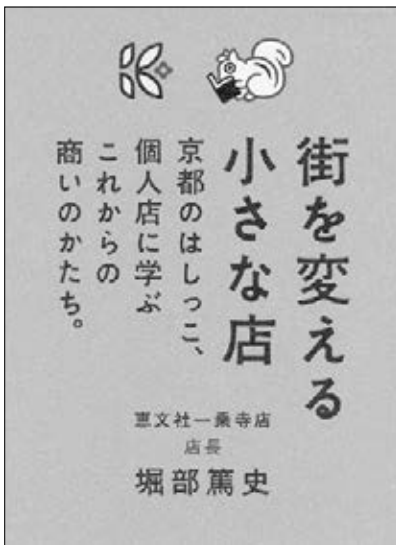 街を変える
小さな店
京都のはしっこ、
個人店に学ぶ
これからの
商いのかたち。
恵文社一乗寺店
店長
堀部篤史